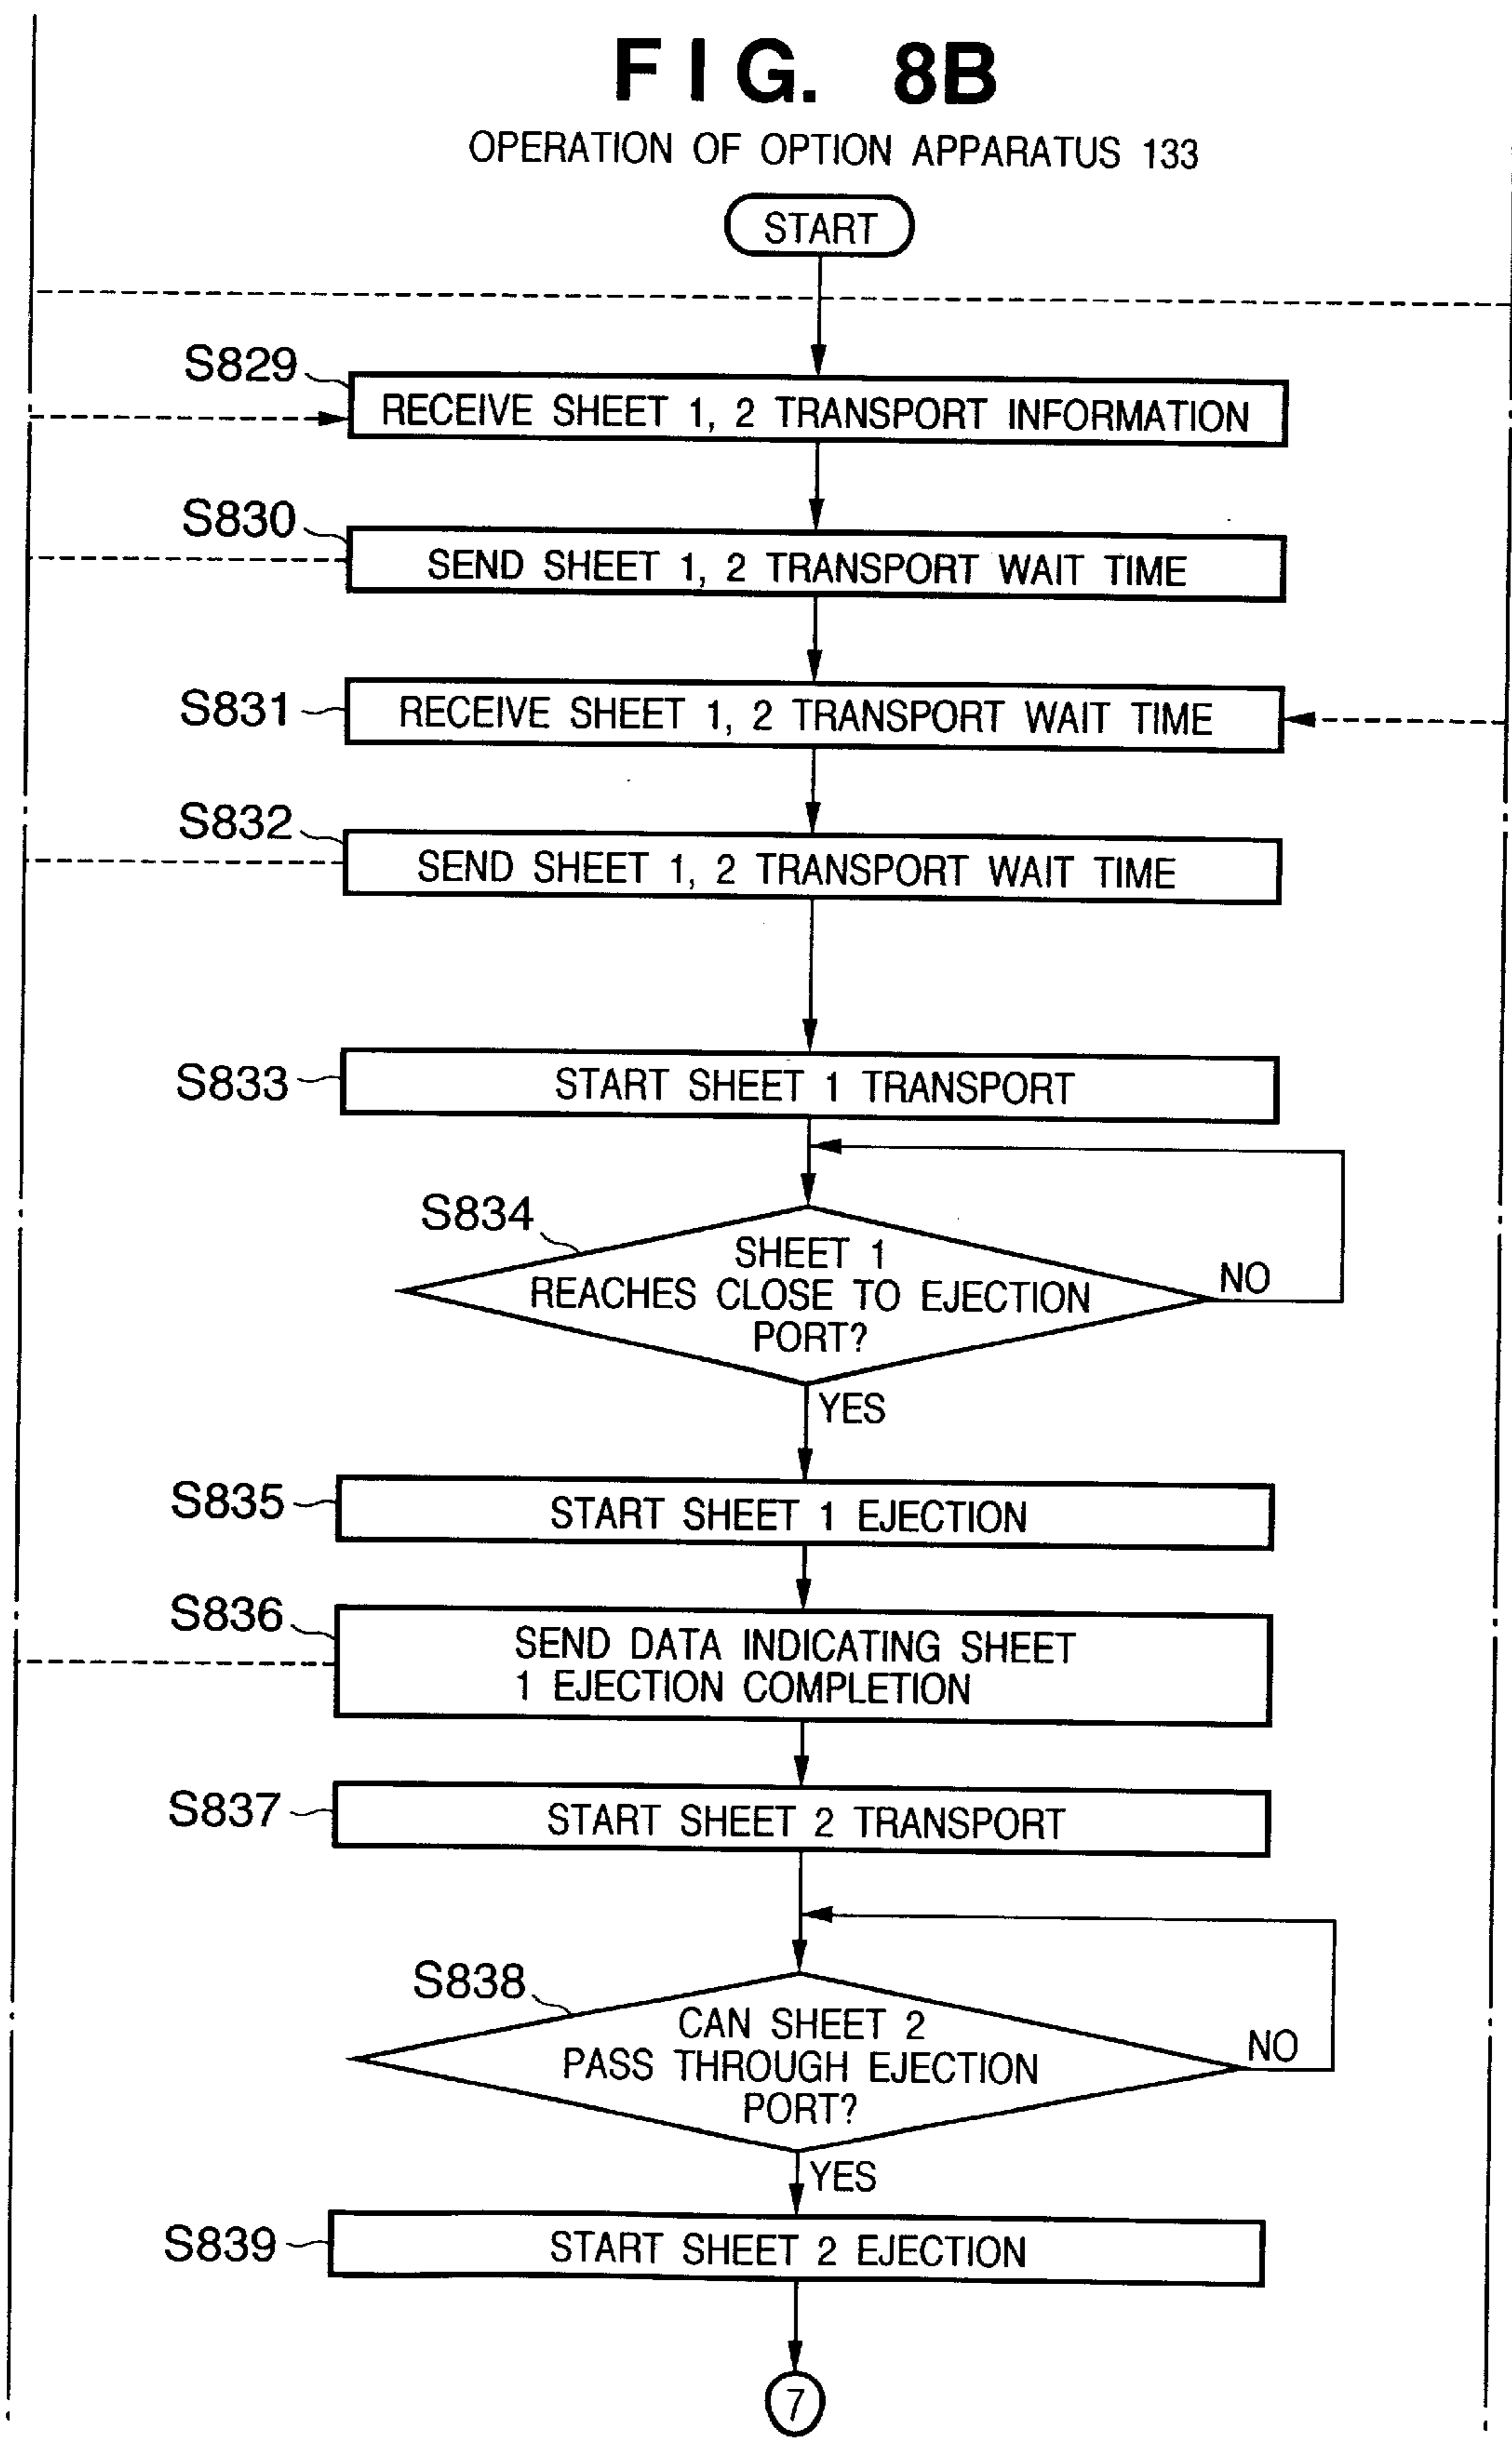 FIG. 8B
OPERATION OF OPTION APPARATUS 133
START
S829
RECEIVE SHEET 1, 2 TRANSPORT INFORMATION
S830
SEND SHEET 1, 2 TRANSPORT WAIT TIME
S831
RECEIVE SHEET 1, 2 TRANSPORT WAIT TIME
S832
SEND SHEET 1, 2 TRANSPORT WAIT TIME
S833
START SHEET 1 TRANSPORT
S834
SHEET 1
REACHES CLOSE TO EJECTION
PORT?
NO
YES
S835
START SHEET 1 EJECTION
S836
SEND DATA INDICATING SHEET
1 EJECTION COMPLETION
S837
START SHEET 2 TRANSPORT
S838
CAN SHEET 2
PASS THROUGH EJECTION
PORT?
NO
YES
S839
START SHEET 2 EJECTION
7